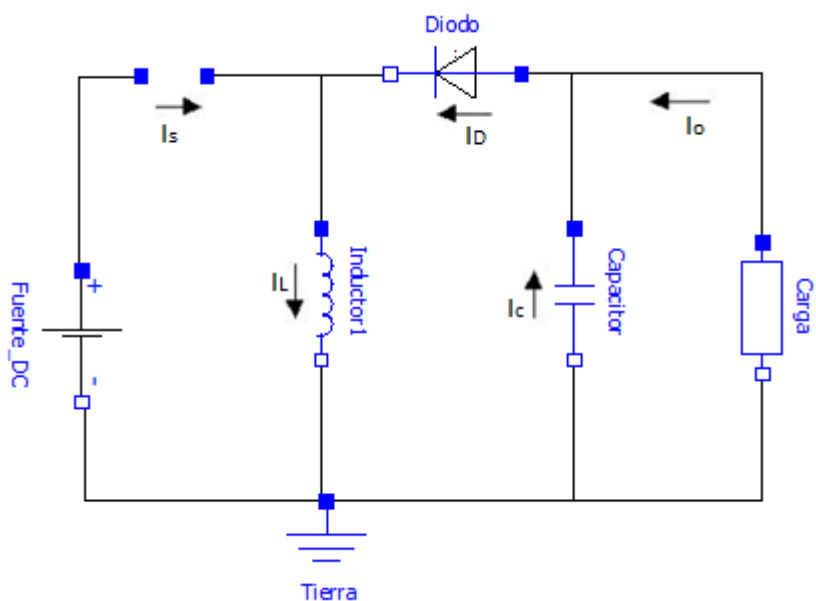 Diodo
Is
ID
Io
Fuente_DC
+
-
IL
Inductor1
Ic
Capacitor
Carga
Tierra